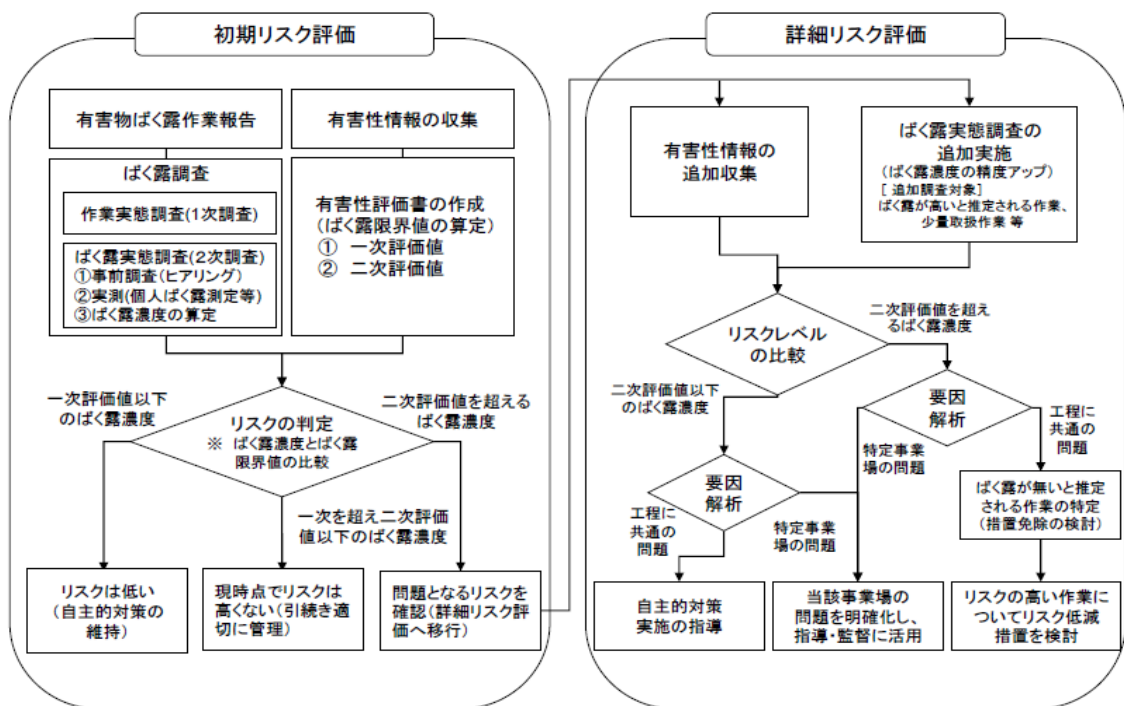 初期リスク評価
有害物ばく露作業報告
有害性情報の収集
ばく露調査
作業実態調査(1次調査)
ばく露実態調査(2次調査)
①事前調査(ヒアリング)
②実測(個人ばく露測定等)
③ばく露濃度の算定
有害性評価書の作成
(ばく露限界値の算定)
① 一次評価値
② 二次評価値
一次評価値以下
のばく露濃度
リスクの判定
※ ばく露濃度とばく露
限界値の比較
二次評価値を超える
ばく露濃度
一次を超え二次評価
値以下のばく露濃度
リスクは低い
(自主的対策の
維持)
現時点でリスクは
高くない(引続き適
切に管理)
問題となるリスクを
確認(詳細リスク評
価へ移行)
詳細リスク評価
有害性情報の
追加収集
ばく露実態調査の
追加実施
(ばく露濃度の精度アップ)
[ 追加調査対象]
ばく露が高いと推定される作業、
少量取扱作業 等
リスクレベル
の比較
二次評価値を超え
るばく露濃度
二次評価値以下
のばく露濃度
要因
解析
工程に
共通の
問題
特定事業
場の問題
要因
解析
工程に
共通の
問題
特定事業
場の問題
ばく露が無いと推定
される作業の特定
(措置免除の検討)
自主的対策
実施の指導
当該事業場の
問題を明確化し、
指導・監督に活用
リスクの高い作業に
ついてリスク低減
措置を検討